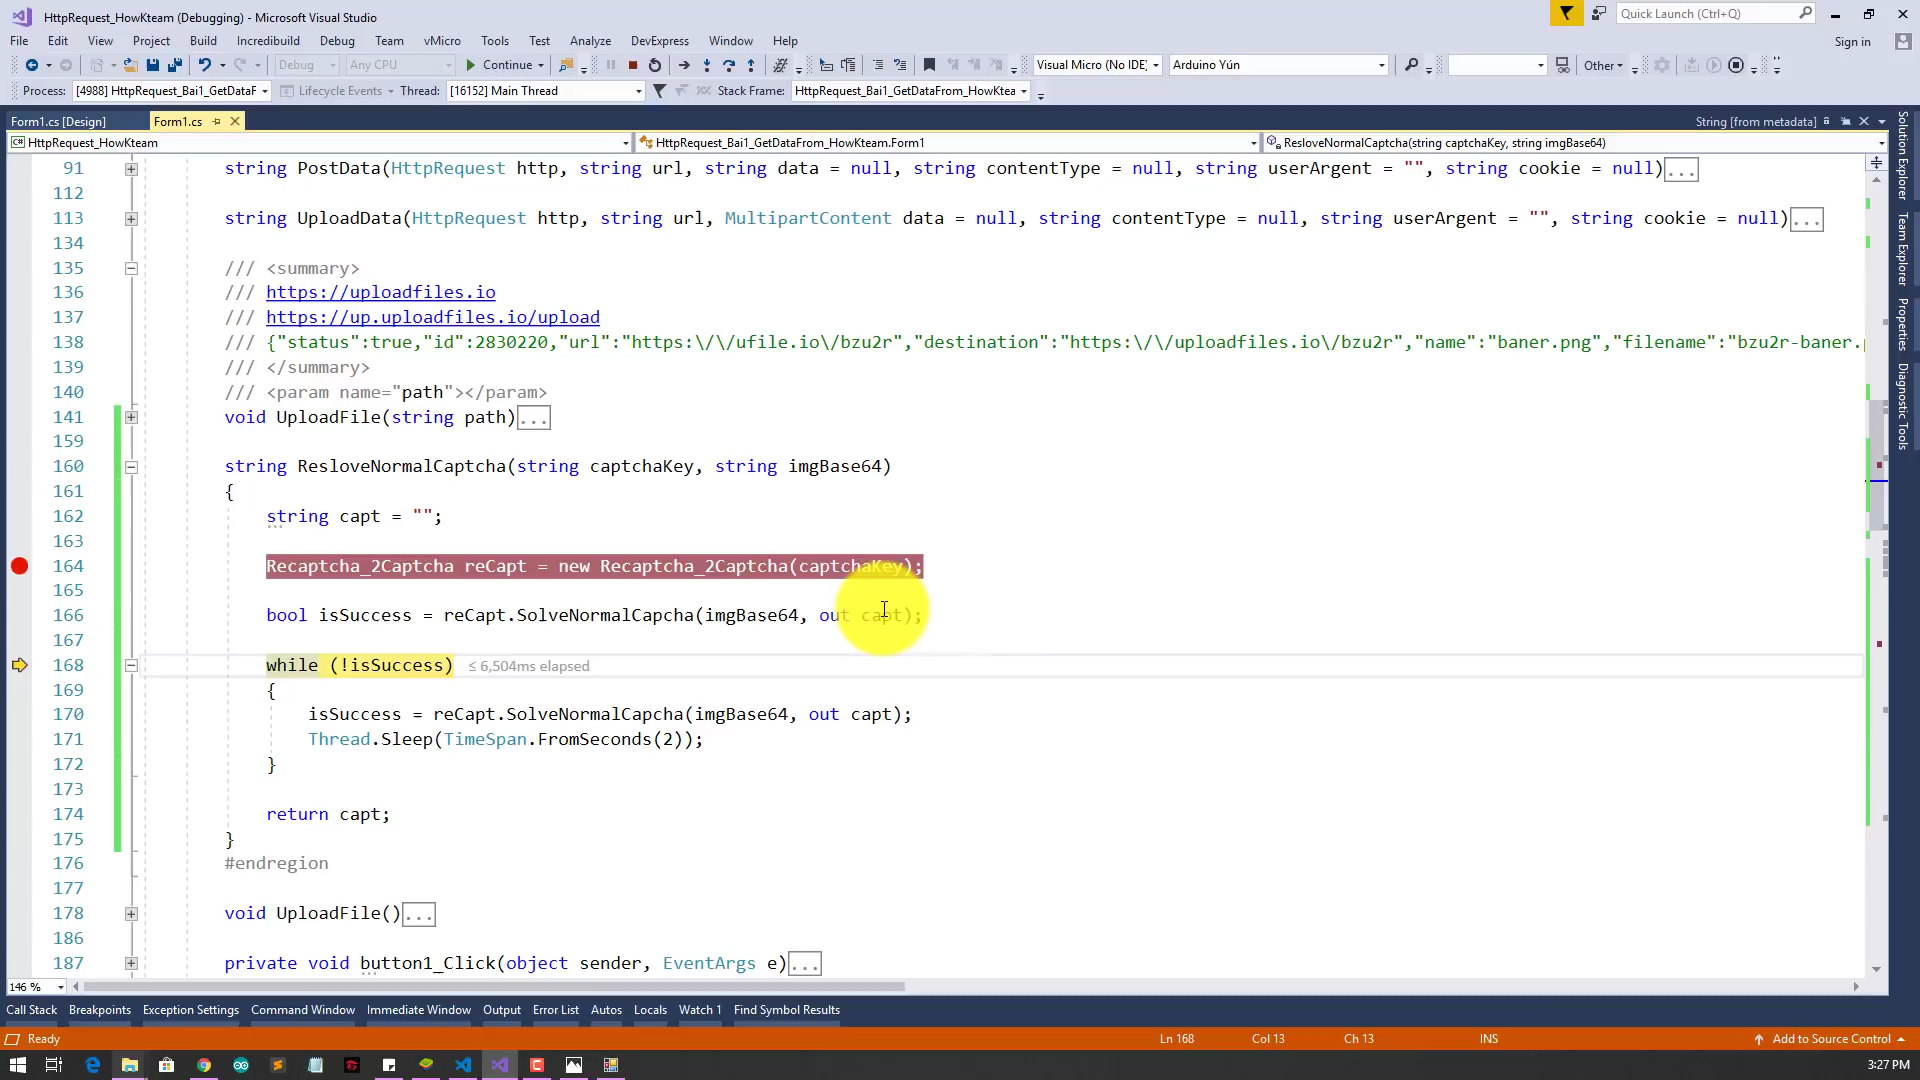 HttpRequest_HowKteam (Debugging) - Microsoft Visual Studio
Quick Launch (Ctrl+Q)
File Edit View Project Build Incredibuild Debug Team vMicro Tools Test Analyze DevExpress Window Help
Sign in
Debug Any CPU Continue Visual Micro (No IDE) Arduino Yún Other
Process: [4988] HttpRequest_Bai1_GetDataF Lifecycle Events Thread: [16152] Main Thread Stack Frame: HttpRequest_Bai1_GetDataFrom_HowKtea
Form1.cs [Design] Form1.cs String [from metadata]
HttpRequest_HowKteam HttpRequest_Bai1_GetDataFrom_HowKteam.Form1 ResloveNormalCaptcha(string captchaKey, string imgBase64)
91 string PostData(HttpRequest http, string url, string data = null, string contentType = null, string userArgent = "", string cookie = null)...
112
113 string UploadData(HttpRequest http, string url, MultipartContent data = null, string contentType = null, string userArgent = "", string cookie = null)...
134
135 /// <summary>
136 /// https://uploadfiles.io
137 /// https://up.uploadfiles.io/upload
138 /// {"status":true,"id":2830220,"url":"https:\/\/ufile.io\/bzu2r","destination":"https:\/\/uploadfiles.io\/bzu2r","name":"baner.png","filename":"bzu2r-baner.p
139 /// </summary>
140 /// <param name="path"></param>
141 void UploadFile(string path)...
159
160 string ResloveNormalCaptcha(string captchaKey, string imgBase64)
161 {
162 string capt = "";
163
164 Recaptcha_2Captcha reCapt = new Recaptcha_2Captcha(captchaKey);
165
166 bool isSuccess = reCapt.SolveNormalCapcha(imgBase64, out capt);
167
168 while (!isSuccess) ≤ 6,504ms elapsed
169 {
170 isSuccess = reCapt.SolveNormalCapcha(imgBase64, out capt);
171 Thread.Sleep(TimeSpan.FromSeconds(2));
172 }
173
174 return capt;
175 }
176 #endregion
177
178 void UploadFile()...
186
187 private void button1_Click(object sender, EventArgs e)...
146 %
Solution Explorer
Team Explorer
Properties
Diagnostic Tools
Call Stack Breakpoints Exception Settings Command Window Immediate Window Output Error List Autos Locals Watch 1 Find Symbol Results
Ready Ln 168 Col 13 Ch 13 INS Add to Source Control
3:27 PM